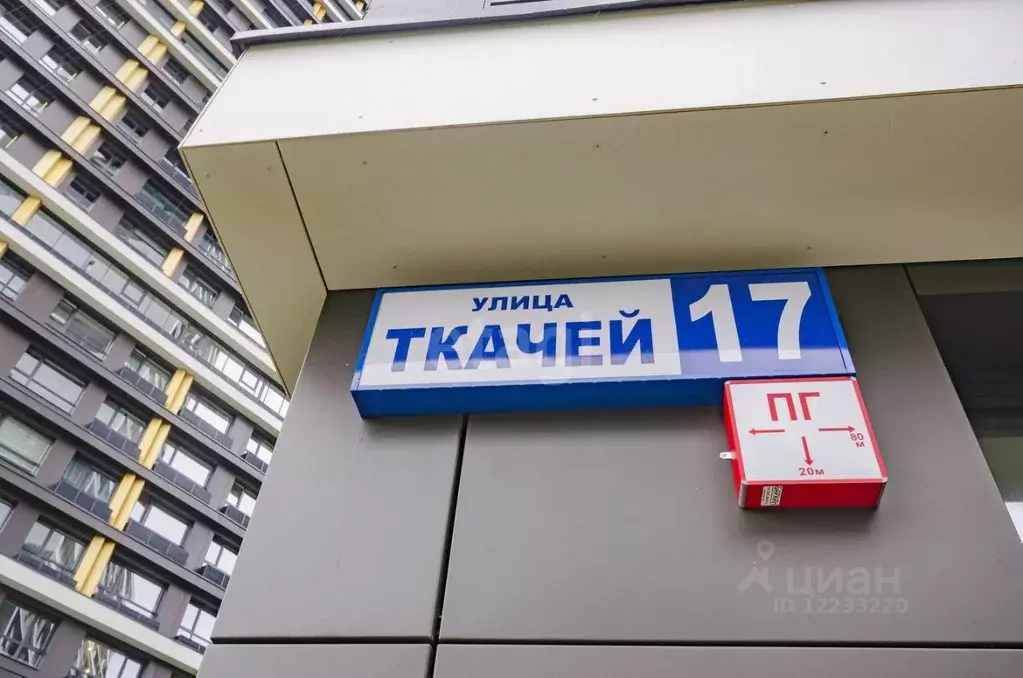 УЛИЦА
ТКАЧЕЙ
17
ПГ
80
м
20м
циан
ID 12233220